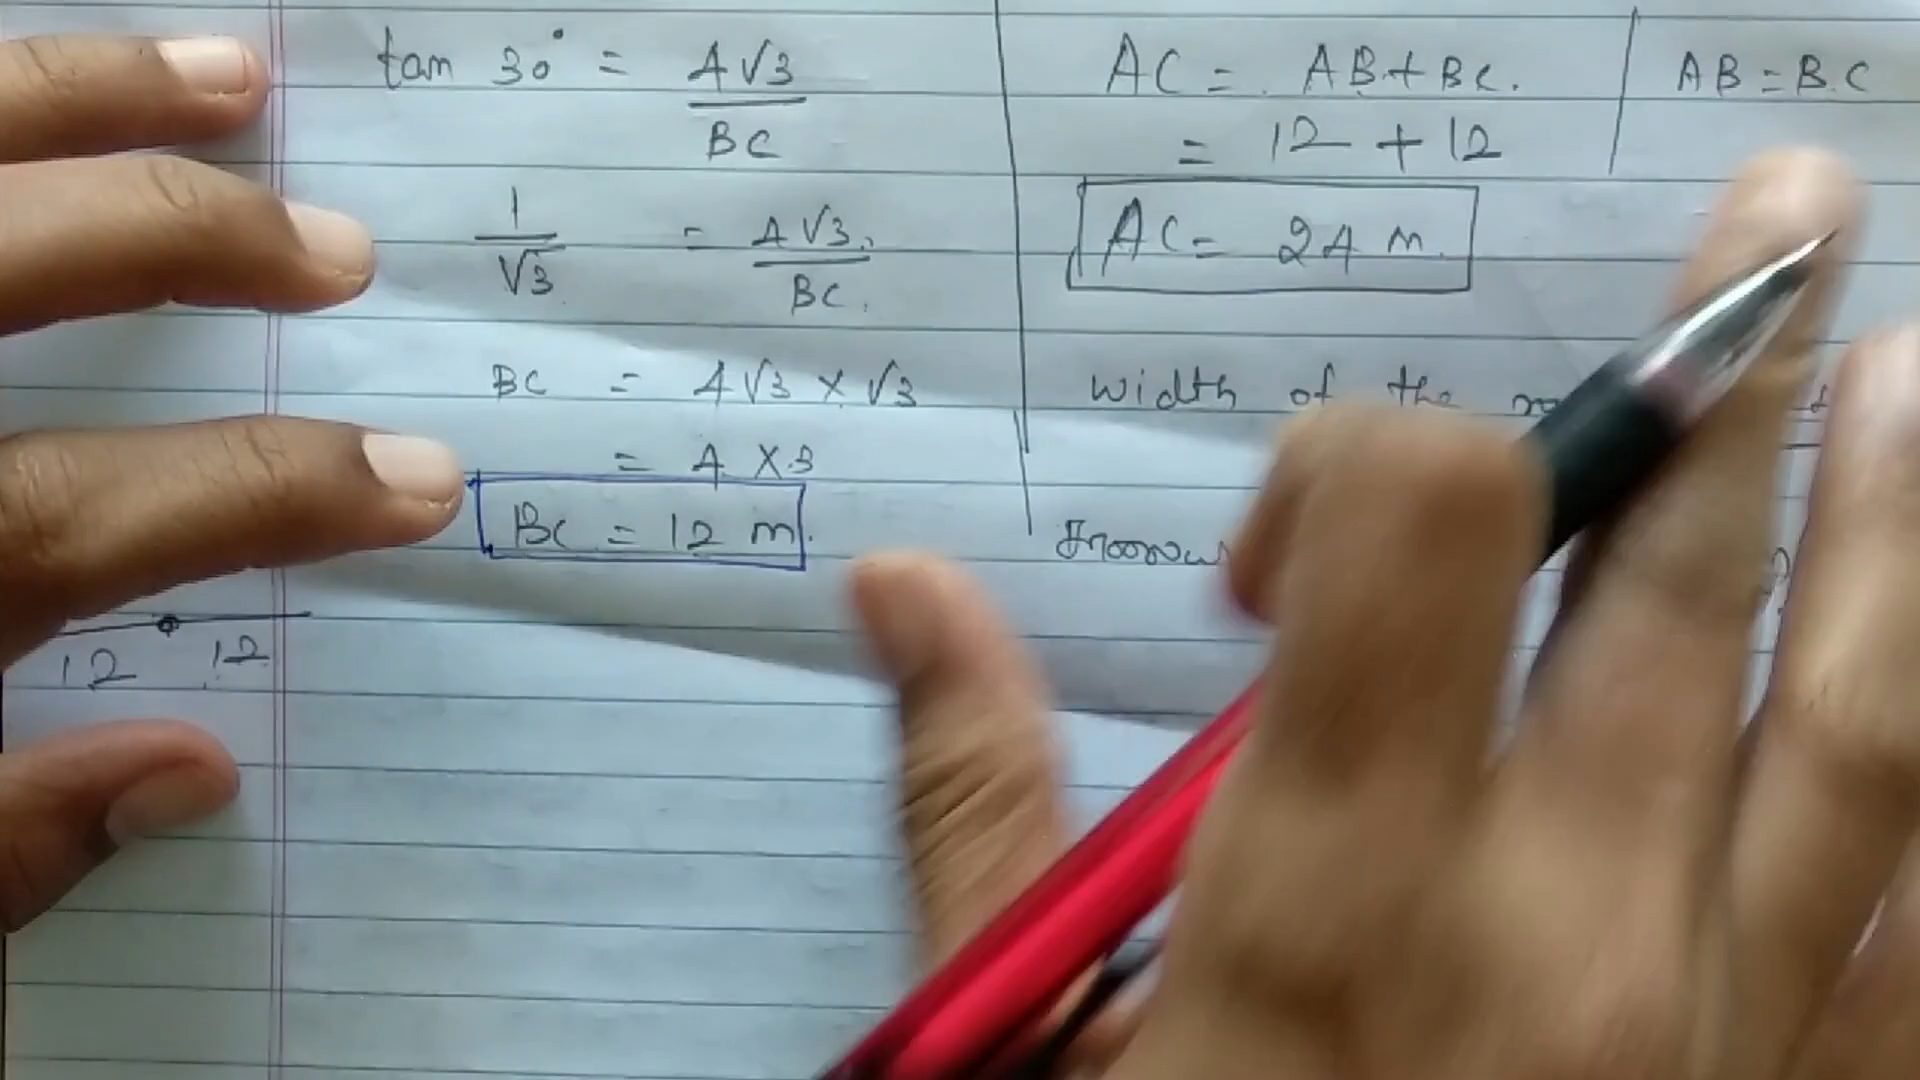 tan 30° = 4√3 / BC
1/√3 = 4√3 / BC.
BC = 4√3 × √3
= 4 × 3
BC = 12 m.
12 12
AC = AB + BC.
= 12 + 12
AC = 24 m.
AB = BC
width of the